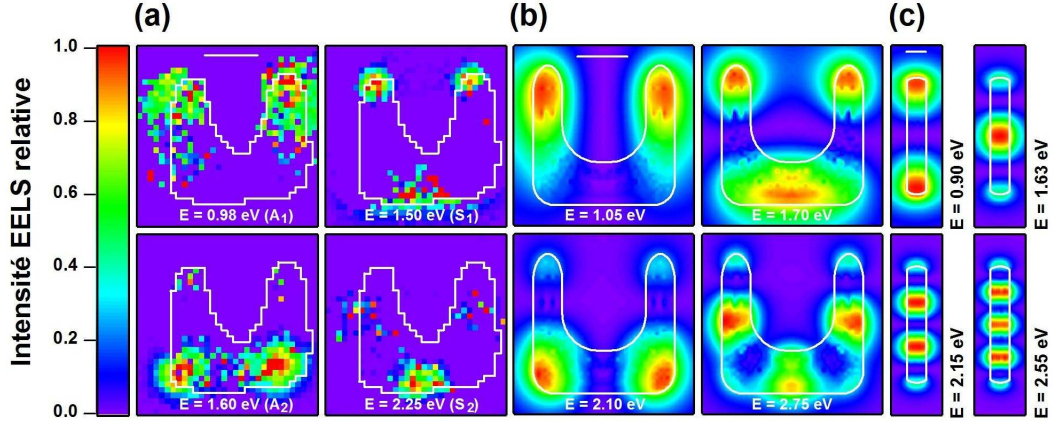 (a)
(b)
(c)
Intensité EELS relative
1.0
0.8
0.6
0.4
0.2
0.0
E = 0.98 eV (A1)
E = 1.50 eV (S1)
E = 1.05 eV
E = 1.70 eV
E = 0.90 eV
E = 1.63 eV
E = 1.60 eV (A2)
E = 2.25 eV (S2)
E = 2.10 eV
E = 2.75 eV
E = 2.15 eV
E = 2.55 eV